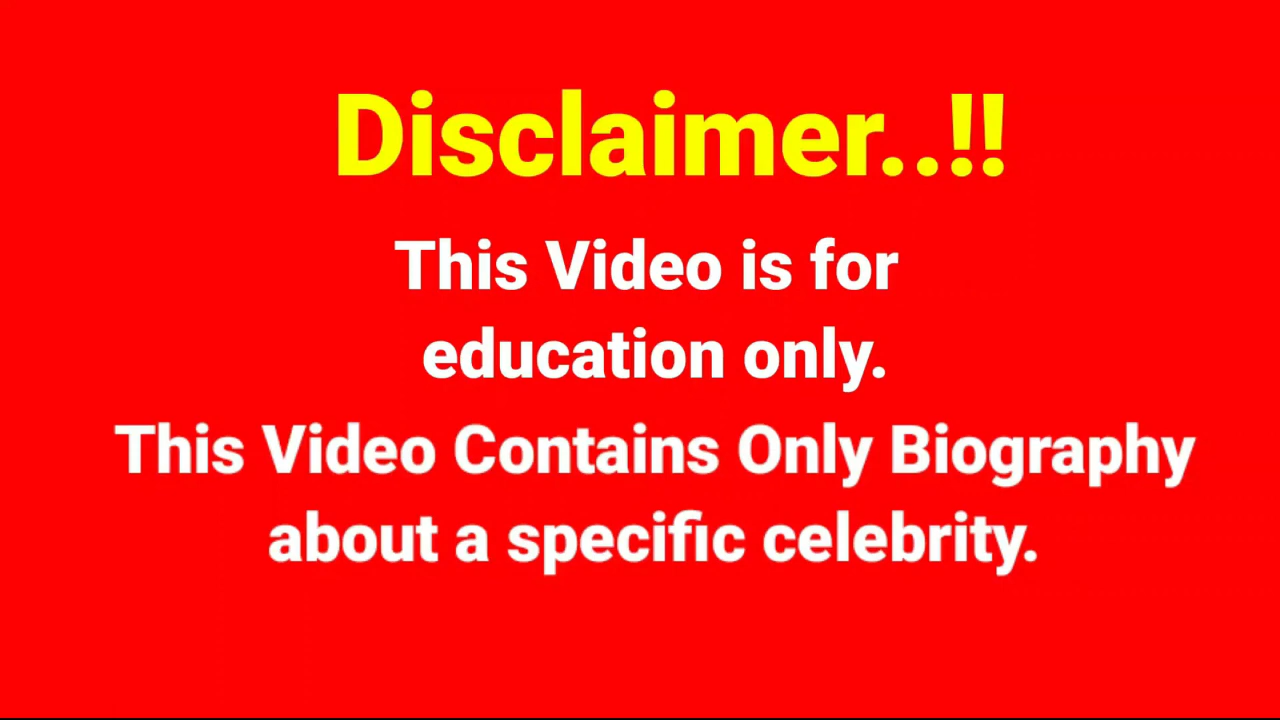 Disclaimer..!!
This Video is for
education only.
This Video Contains Only Biography
about a specific celebrity.